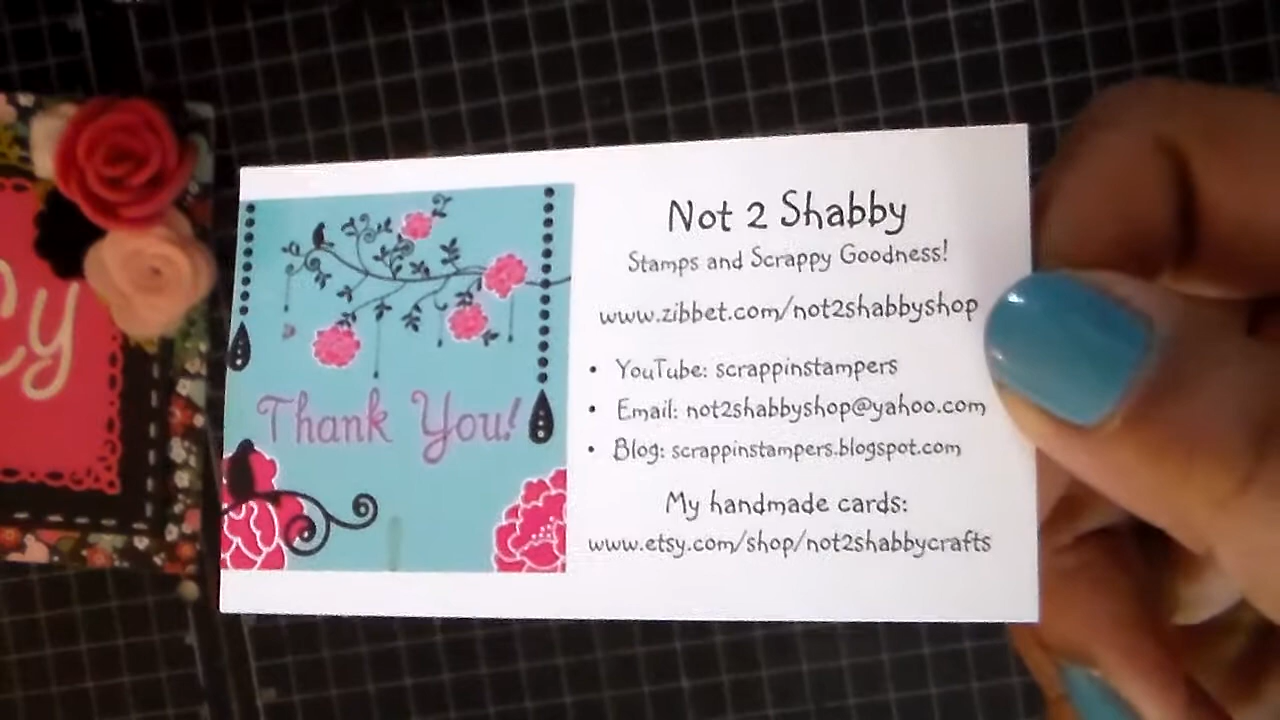 cy
Thank You!
Not 2 Shabby
Stamps and Scrappy Goodness!
www.zibbet.com/not2shabbyshop
• YouTube: scrappinstampers
• Email: not2shabbyshop@yahoo.com
• Blog: scrappinstampers.blogspot.com
My handmade cards:
www.etsy.com/shop/not2shabbycrafts